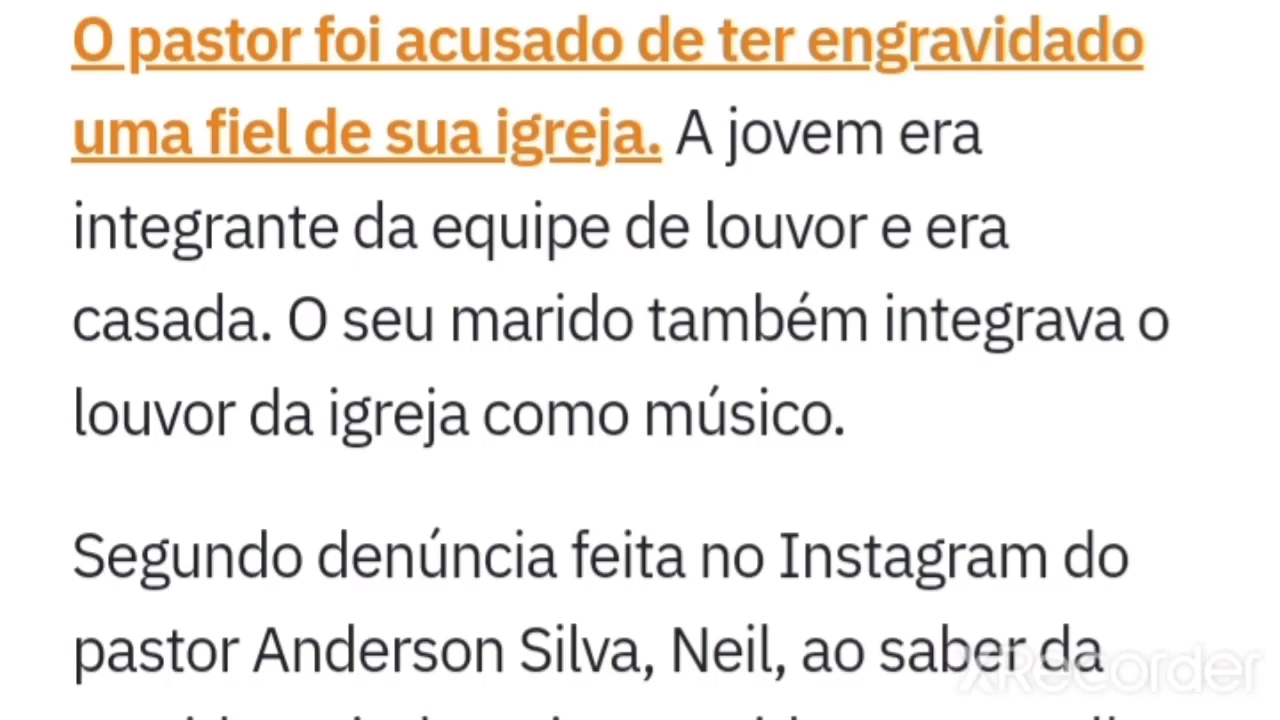 O pastor foi acusado de ter engravidado
uma fiel de sua igreja. A jovem era
integrante da equipe de louvor e era
casada. O seu marido também integrava o
louvor da igreja como músico.
Segundo denúncia feita no Instagram do
pastor Anderson Silva, Neil, ao saber da
XRecorder